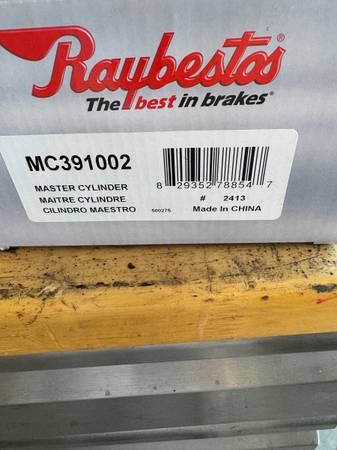 Raybestos®
The best in brakes®
MC391002
MASTER CYLINDER
MAITRE CYLINDRE
CILINDRO MAESTRO 500275
8 29352 78854 7
# 2413
Made In CHINA